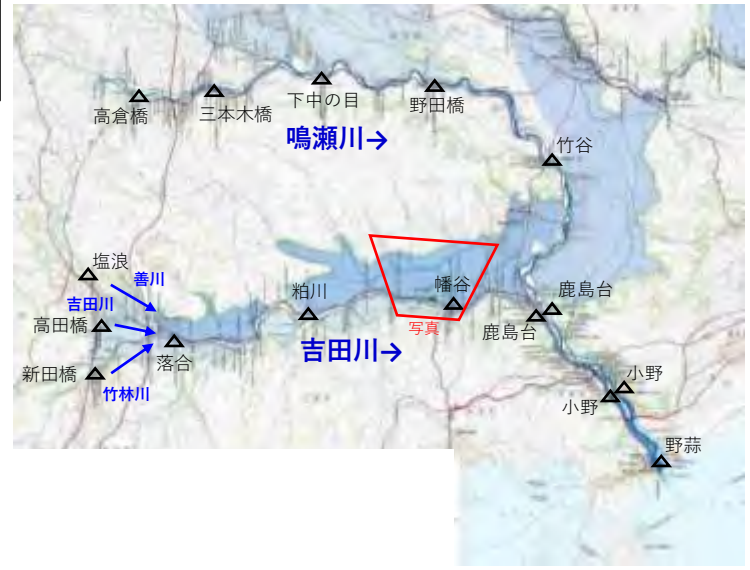 高倉橋
三本木橋
下中の目
野田橋
鳴瀬川→
竹谷
塩浪
善川
吉田川
高田橋
新田橋
竹林川
落合
粕川
吉田川→
幡谷
写真
鹿島台
鹿島台
小野
小野
野蒜